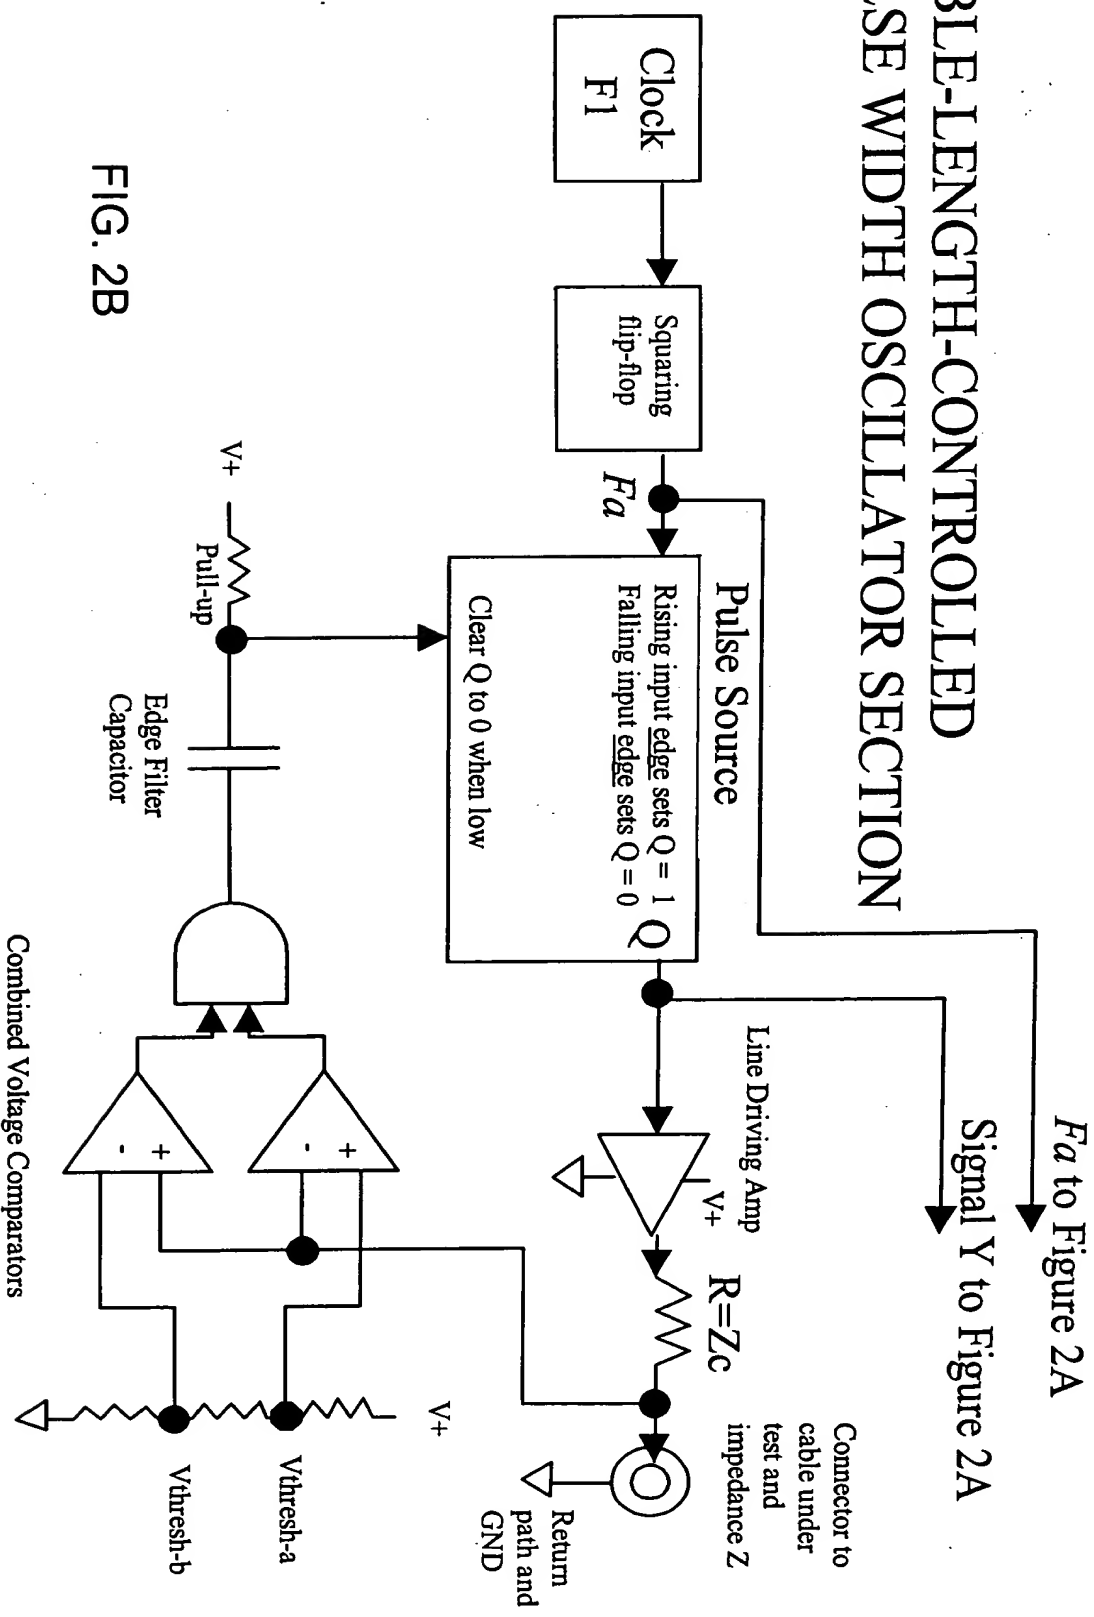 BLE-LENGTH-CONTROLLED
SE WIDTH OSCILLATOR SECTION
Fa to Figure 2A
Signal Y to Figure 2A
Clock
F1
Squaring
flip-flop
Fa
Pulse Source
Rising input edge sets Q = 1
Falling input edge sets Q = 0
Q
Clear Q to 0 when low
Line Driving Amp
V+
R=Zc
Connector to
cable under
test and
impedance Z
Return
path and
GND
V+
Pull-up
Edge Filter
Capacitor
+
-
+
-
V+
Vthresh-a
Vthresh-b
Combined Voltage Comparators
FIG. 2B